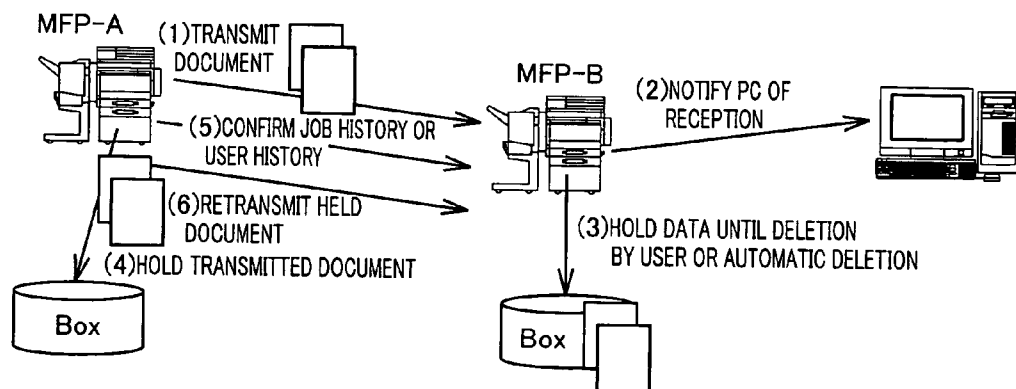 MFP-A
(1)TRANSMIT
DOCUMENT
MFP-B
(2)NOTIFY PC OF
RECEPTION
(5)CONFIRM JOB HISTORY OR
USER HISTORY
(6)RETRANSMIT HELD
DOCUMENT
(3)HOLD DATA UNTIL DELETION
BY USER OR AUTOMATIC DELETION
(4)HOLD TRANSMITTED DOCUMENT
Box
Box